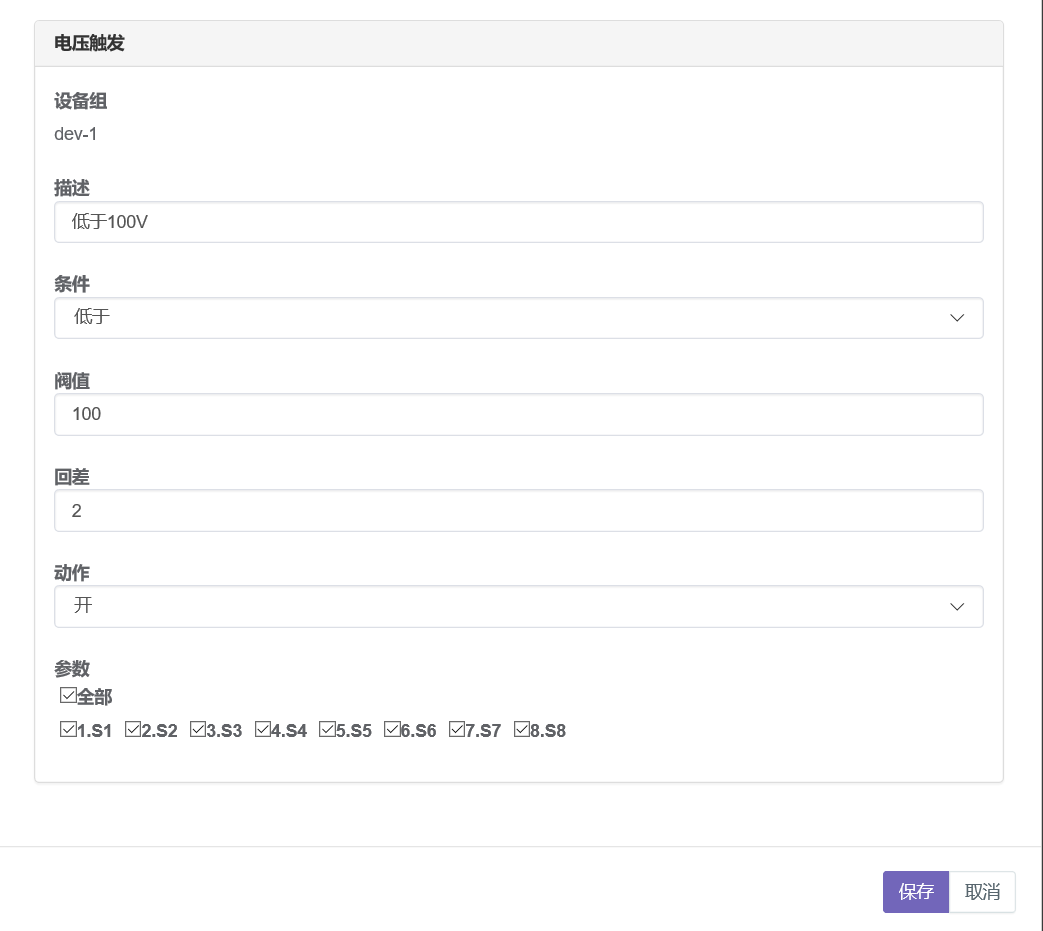 电压触发
设备组
dev-1
描述
低于100V
条件
低于
阀值
100
回差
2
动作
开
参数
全部
1.S1 2.S2 3.S3 4.S4 5.S5 6.S6 7.S7 8.S8
保存 取消